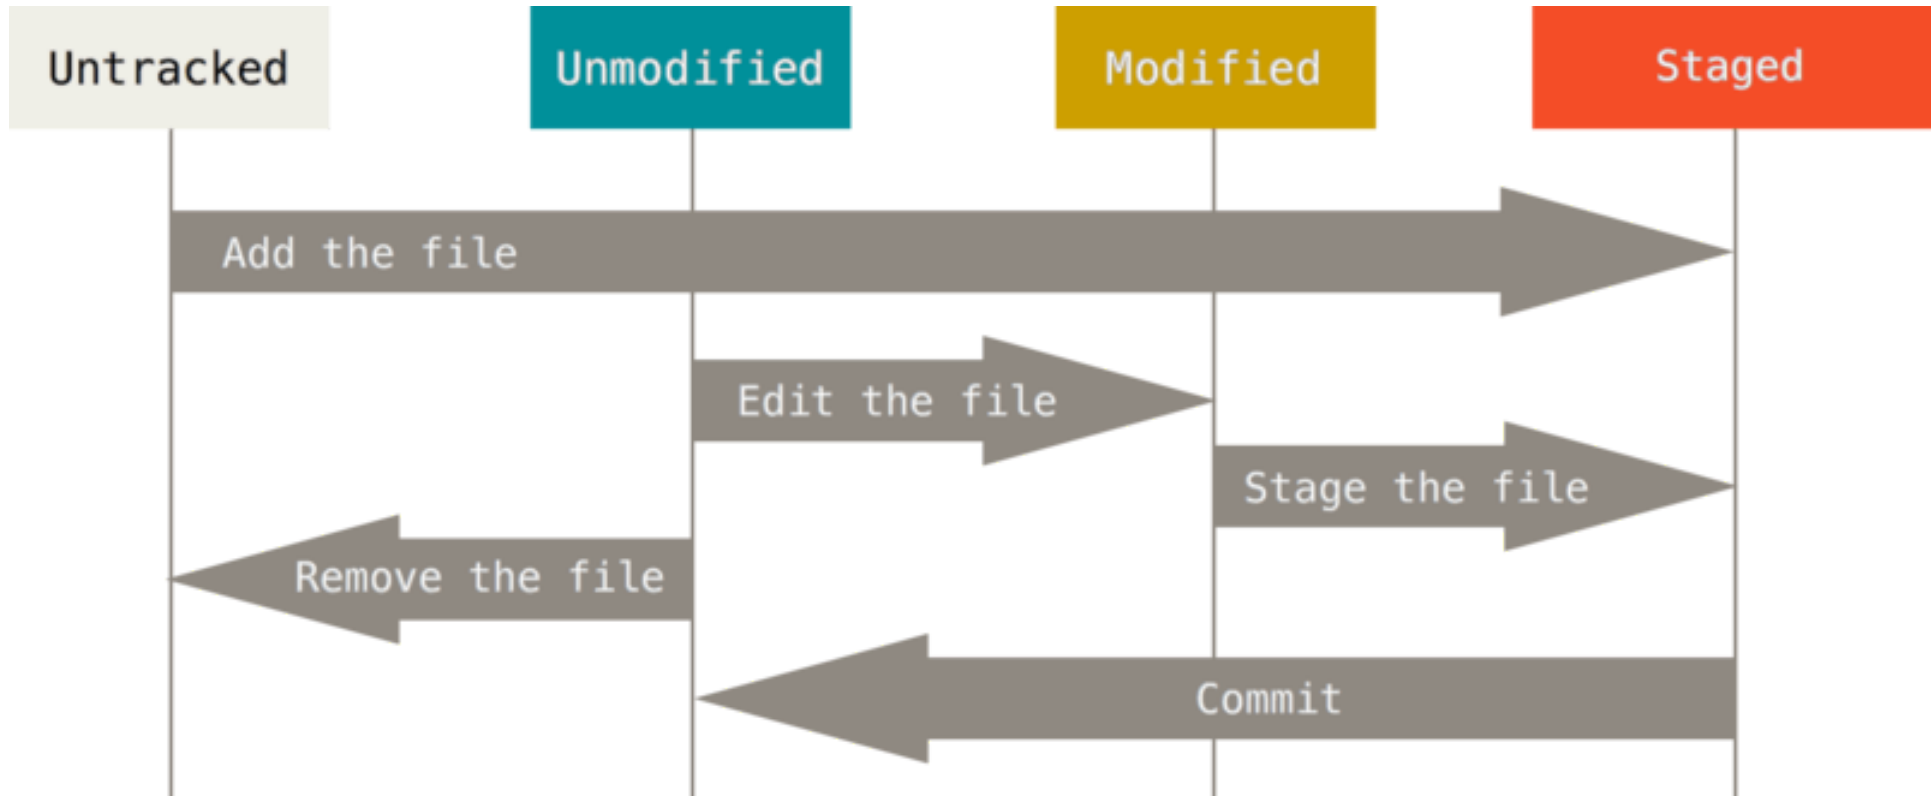 Untracked
Unmodified
Modified
Staged
Add the file
Edit the file
Stage the file
Remove the file
Commit